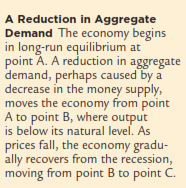 A Reduction in Aggregate
Demand The economy begins
in long-run equilibrium at
point A. A reduction in aggregate
demand, perhaps caused by a
decrease in the money supply,
moves the economy from point
A to point B, where output
is below its natural level. As
prices fall, the economy gradu-
ally recovers from the recession,
moving from point B to point C.